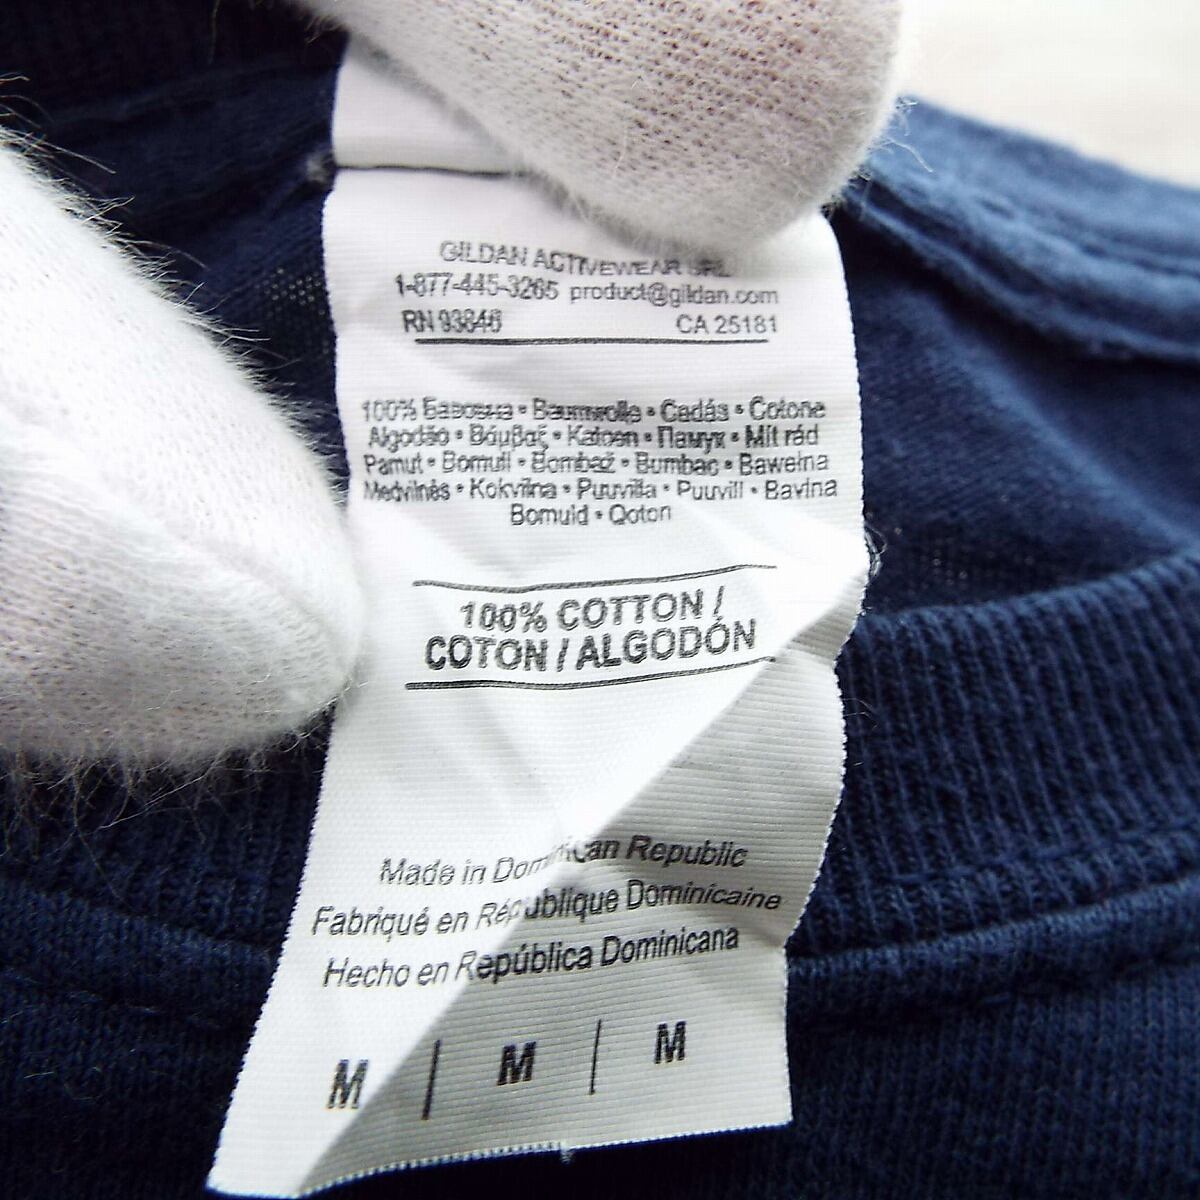 GILDAN ACTIVEWEAR SRL
1-877-445-3265 product@gildan.com
RN 93846 CA 25181
100% Бавовна • Baumwolle • Cadás • Cotone
Algodão • Βάμβαξ • Katoen • Памук • Mit rád
Pamut • Bomull • Bombaž • Bumbac • Bawełna
Medvilnės • Kokvilna • Puuvilla • Puuvill • Bavlna
Bomuld • Qoton
100% COTTON /
COTON / ALGODÓN
Made in Dominican Republic
Fabriqué en République Dominicaine
Hecho en República Dominicana
M | M | M